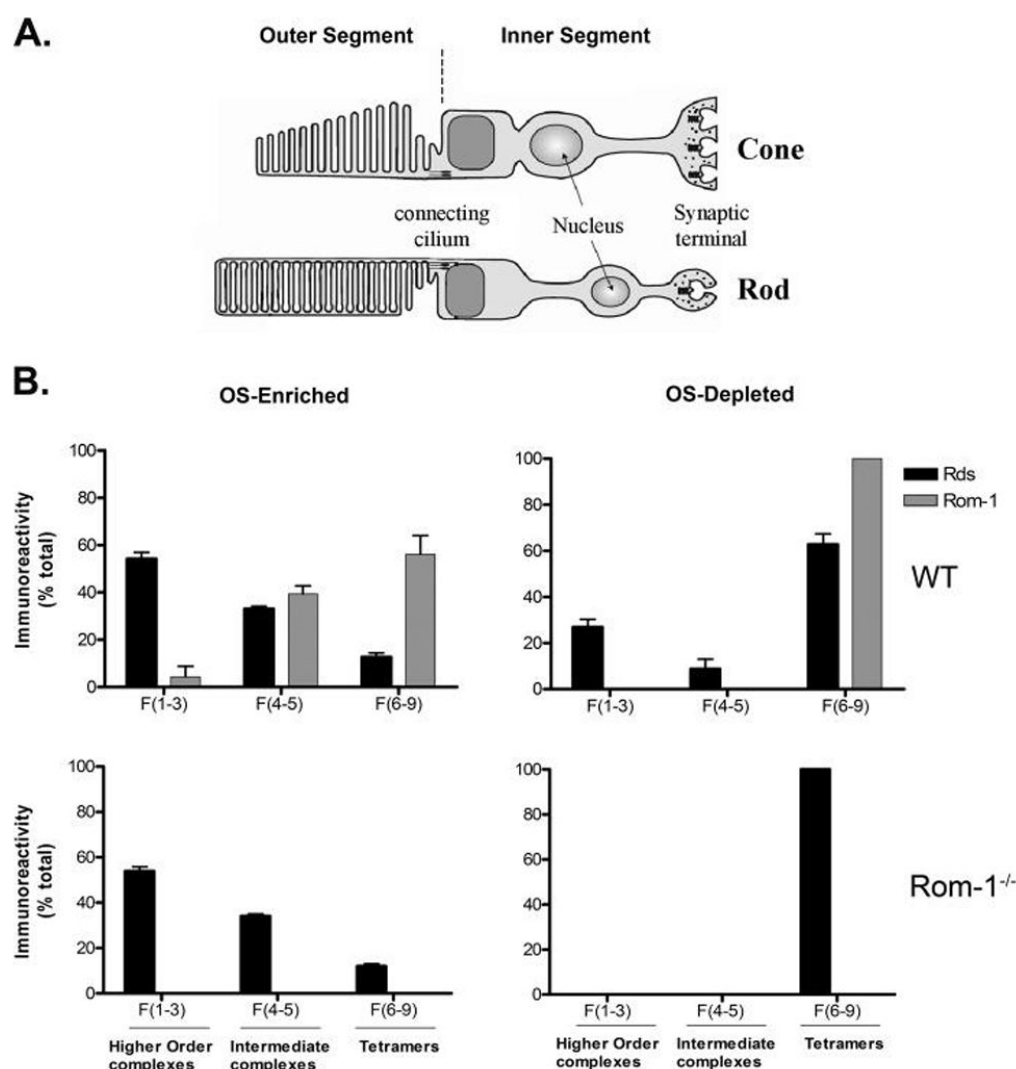 A.
Outer Segment
Inner Segment
Cone
connecting
cilium
Nucleus
Synaptic
terminal
Rod
B.
OS-Enriched
OS-Depleted
Immunoreactivity
(% total)
100
80
60
40
20
0
F(1-3)
F(4-5)
F(6-9)
100
80
60
40
20
0
F(1-3)
F(4-5)
F(6-9)
Rds
Rom-1
WT
Immunoreactivity
(% total)
100
80
60
40
20
0
F(1-3)
F(4-5)
F(6-9)
Higher Order
complexes
Intermediate
complexes
Tetramers
100
80
60
40
20
0
F(1-3)
F(4-5)
F(6-9)
Higher Order
complexes
Intermediate
complexes
Tetramers
Rom-1-/-